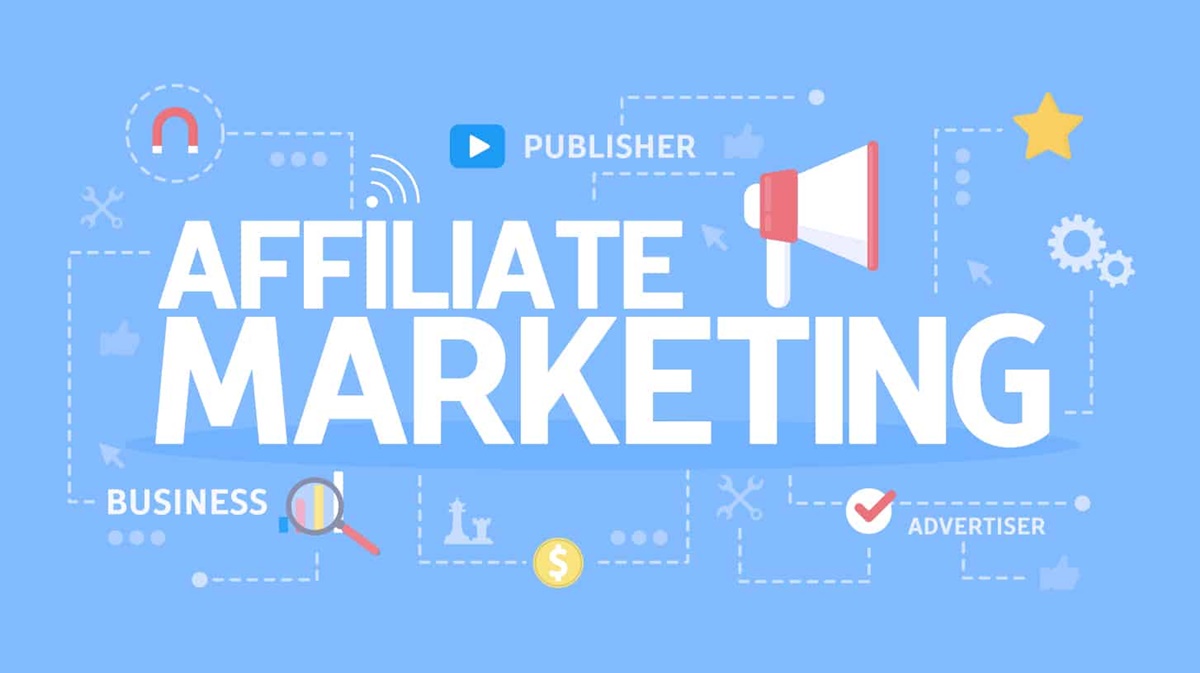 PUBLISHER
AFFILIATE
MARKETING
BUSINESS
$
ADVERTISER